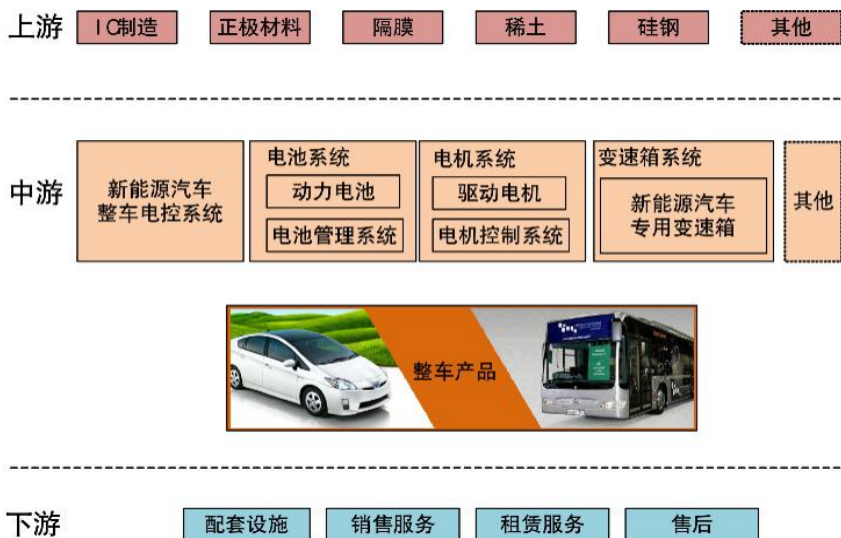 上游 IC制造 正极材料 隔膜 稀土 硅钢 其他
电池系统 电机系统 变速箱系统
新能源汽车 动力电池 驱动电机 新能源汽车
中游 整车电控系统 电池管理系统 电机控制系统 专用变速箱 其他
整车产品
下游 配套设施 销售服务 租赁服务 售后